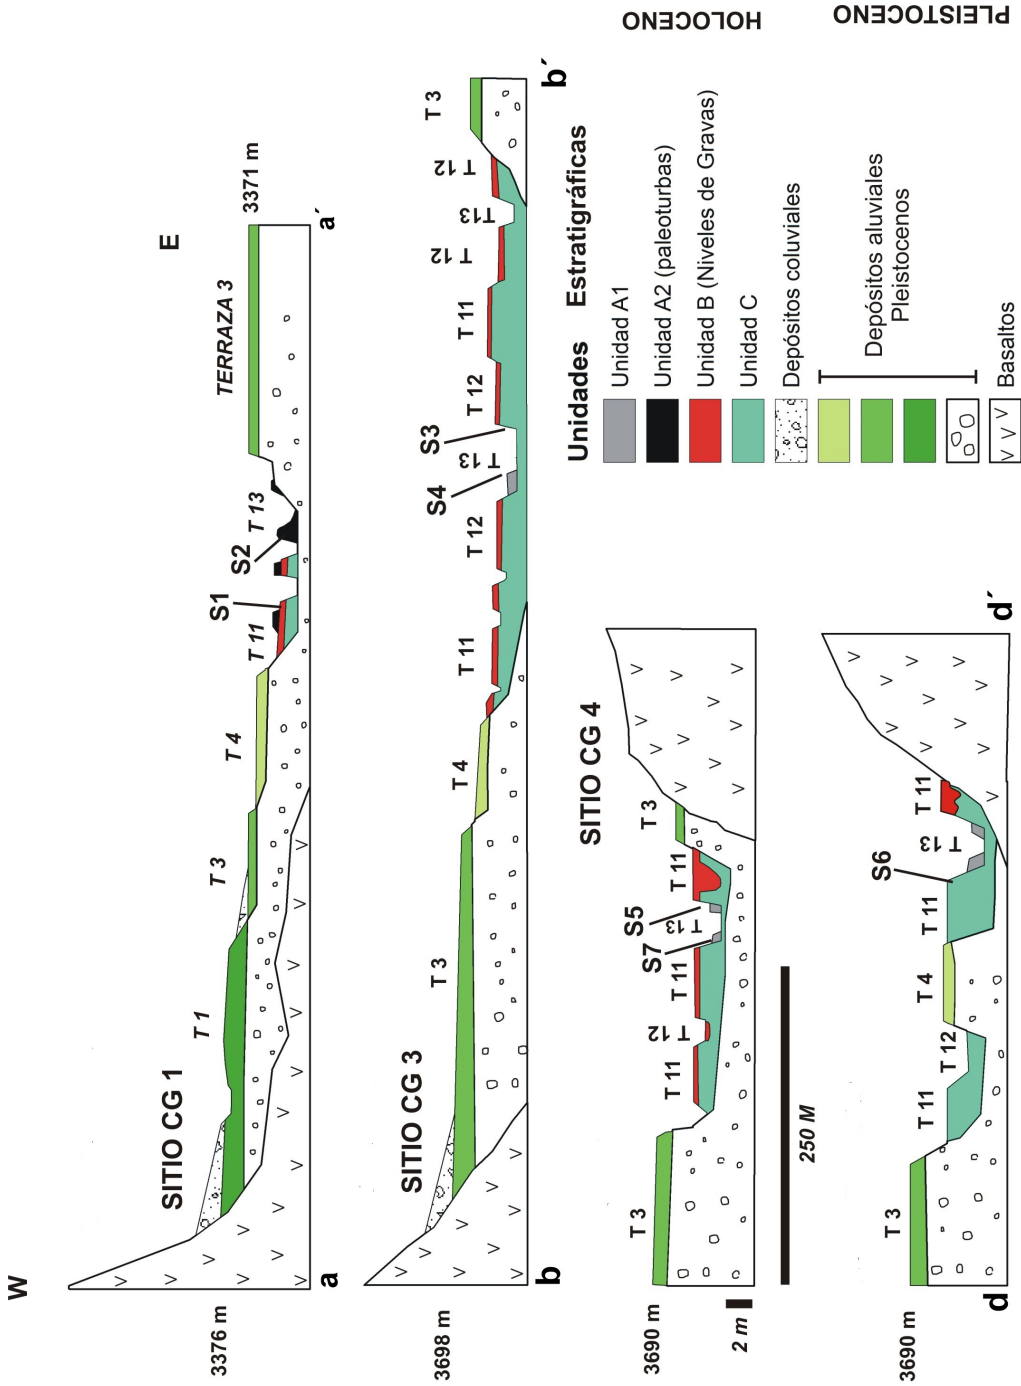 W
E
SITIO CG 1
3376 m
T 1
T 3
T 4
T 11
S1
S2
T 13
TERRAZA 3
3371 m
a
a´
SITIO CG 3
3698 m
T 3
T 4
T 11
T 12
S4
T 13
S3
T 12
T 11
T 12
T13
T 12
T 3
b
b´
SITIO CG 4
3690 m
T 3
T 11
T 12
T 11
S7
T 13
S5
T 11
T 3
2 m
250 M
3690 m
T 3
T 11
T 12
T 4
T 11
S6
T 13
T 11
d
d´
Unidades Estratigráficas
Unidad A1
Unidad A2 (paleoturbas)
Unidad B (Niveles de Gravas)
Unidad C
Depósitos coluviales
Depósitos aluviales
Pleistocenos
Basaltos
HOLOCENO
PLEISTOCENO